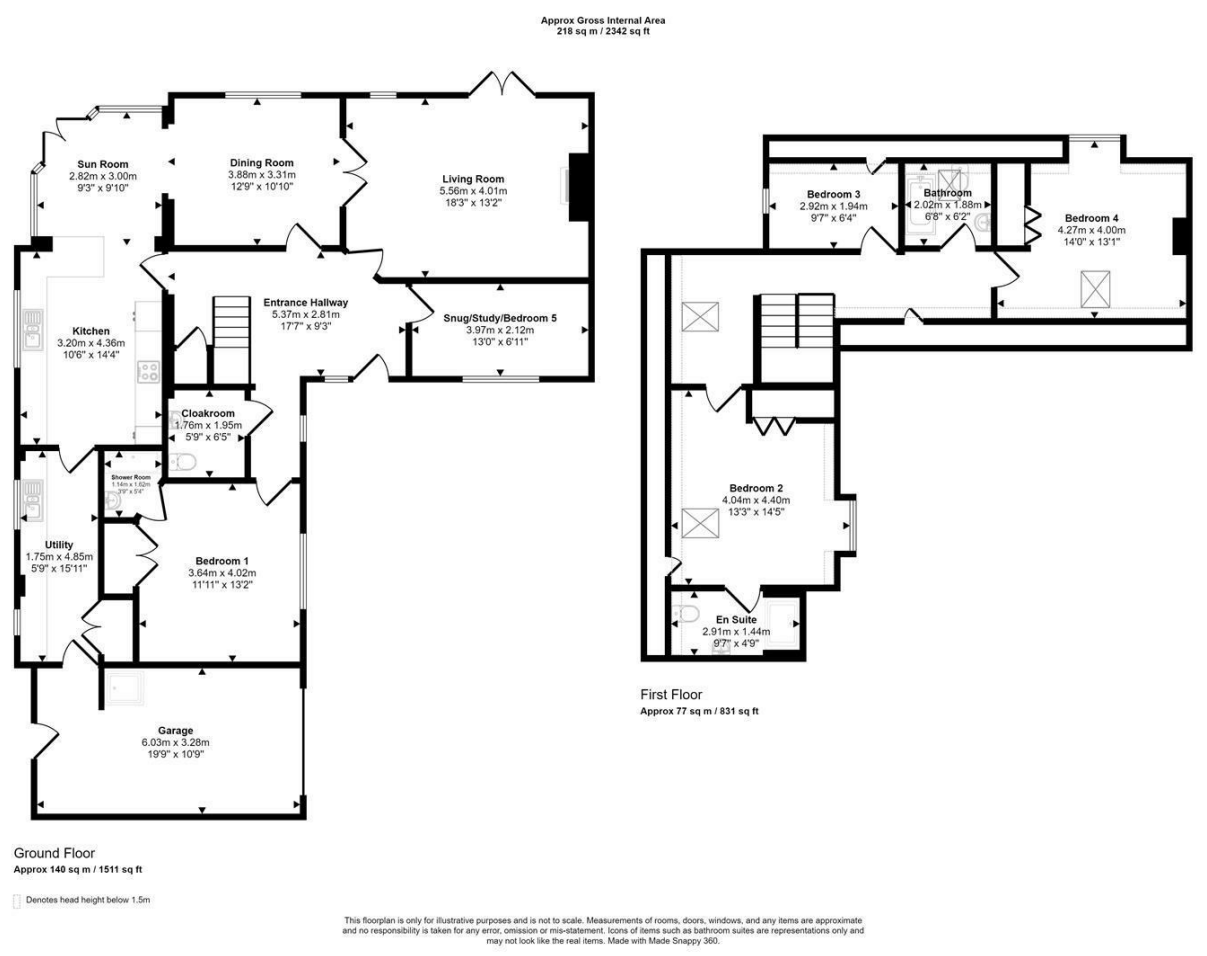 Approx Gross Internal Area
218 sq m / 2342 sq ft
Sun Room
2.82m x 3.00m
9'3" x 9'10"
Dining Room
3.88m x 3.31m
12'9" x 10'10"
Living Room
5.56m x 4.01m
18'3" x 13'2"
Kitchen
3.20m x 4.36m
10'6" x 14'4"
Entrance Hallway
5.37m x 2.81m
17'7" x 9'3"
Snug/Study/Bedroom 5
3.97m x 2.12m
13'0" x 6'11"
Cloakroom
1.76m x 1.95m
5'9" x 6'5"
Shower Room
1.14m x 1.62m
3'9" x 5'4"
Utility
1.75m x 4.85m
5'9" x 15'11"
Bedroom 1
3.64m x 4.02m
11'11" x 13'2"
Garage
6.03m x 3.28m
19'9" x 10'9"
Ground Floor
Approx 140 sq m / 1511 sq ft
Denotes head height below 1.5m
Bedroom 3
2.92m x 1.94m
9'7" x 6'4"
Bathroom
2.02m x 1.88m
6'8" x 6'2"
Bedroom 4
4.27m x 4.00m
14'0" x 13'1"
Bedroom 2
4.04m x 4.40m
13'3" x 14'5"
En Suite
2.91m x 1.44m
9'7" x 4'9"
First Floor
Approx 77 sq m / 831 sq ft
This floorplan is only for illustrative purposes and is not to scale. Measurements of rooms, doors, windows, and any items are approximate
and no responsibility is taken for any error, omission or mis-statement. Icons of items such as bathroom suites are representations only and
may not look like the real items. Made with Made Snappy 360.